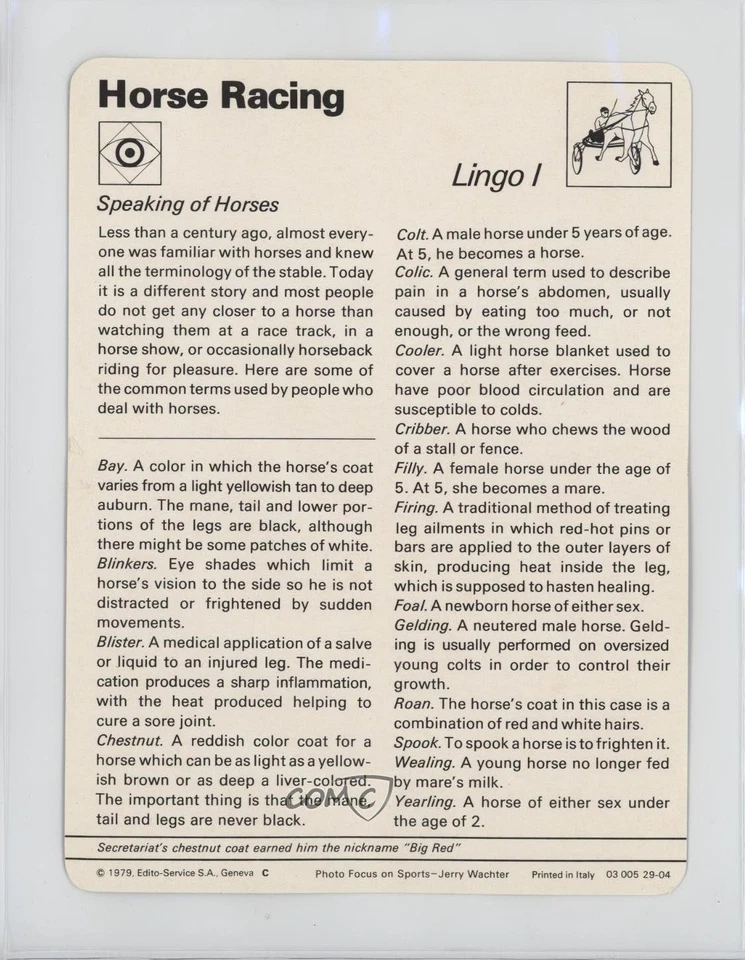 Horse Racing
Lingo I
Speaking of Horses
Less than a century ago, almost every-
one was familiar with horses and knew
all the terminology of the stable. Today
it is a different story and most people
do not get any closer to a horse than
watching them at a race track, in a
horse show, or occasionally horseback
riding for pleasure. Here are some of
the common terms used by people who
deal with horses.
Bay. A color in which the horse's coat
varies from a light yellowish tan to deep
auburn. The mane, tail and lower por-
tions of the legs are black, although
there might be some patches of white.
Blinkers. Eye shades which limit a
horse's vision to the side so he is not
distracted or frightened by sudden
movements.
Blister. A medical application of a salve
or liquid to an injured leg. The medi-
cation produces a sharp inflammation,
with the heat produced helping to
cure a sore joint.
Chestnut. A reddish color coat for a
horse which can be as light as a yellow-
ish brown or as deep a liver-colored.
The important thing is that the mane,
tail and legs are never black.
Colt. A male horse under 5 years of age.
At 5, he becomes a horse.
Colic. A general term used to describe
pain in a horse's abdomen, usually
caused by eating too much, or not
enough, or the wrong feed.
Cooler. A light horse blanket used to
cover a horse after exercises. Horse
have poor blood circulation and are
susceptible to colds.
Cribber. A horse who chews the wood
of a stall or fence.
Filly. A female horse under the age of
5. At 5, she becomes a mare.
Firing. A traditional method of treating
leg ailments in which red-hot pins or
bars are applied to the outer layers of
skin, producing heat inside the leg,
which is supposed to hasten healing.
Foal. A newborn horse of either sex.
Gelding. A neutered male horse. Geld-
ing is usually performed on oversized
young colts in order to control their
growth.
Roan. The horse's coat in this case is a
combination of red and white hairs.
Spook. To spook a horse is to frighten it.
Wealing. A young horse no longer fed
by mare's milk.
Yearling. A horse of either sex under
the age of 2.
COMC
Secretariat's chestnut coat earned him the nickname "Big Red"
© 1979, Edito-Service S.A., Geneva C Photo Focus on Sports–Jerry Wachter Printed in Italy 03 005 29-04